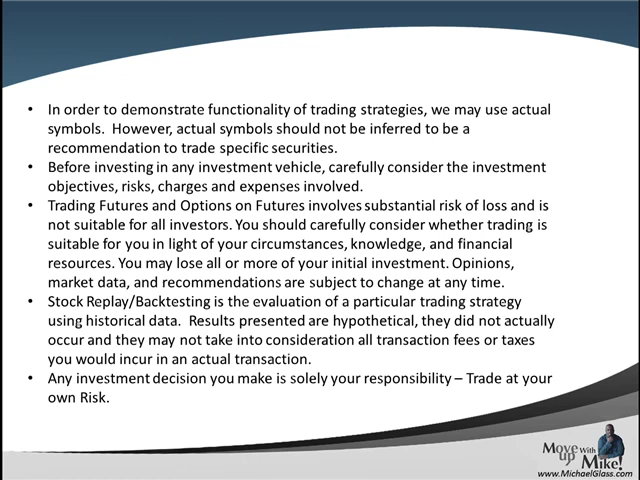 • In order to demonstrate functionality of trading strategies, we may use actual
symbols. However, actual symbols should not be inferred to be a
recommendation to trade specific securities.
• Before investing in any investment vehicle, carefully consider the investment
objectives, risks, charges and expenses involved.
• Trading Futures and Options on Futures involves substantial risk of loss and is
not suitable for all investors. You should carefully consider whether trading is
suitable for you in light of your circumstances, knowledge, and financial
resources. You may lose all or more of your initial investment. Opinions,
market data, and recommendations are subject to change at any time.
• Stock Replay/Backtesting is the evaluation of a particular trading strategy
using historical data. Results presented are hypothetical, they did not actually
occur and they may not take into consideration all transaction fees or taxes
you would incur in an actual transaction.
• Any investment decision you make is solely your responsibility – Trade at your
own Risk.
Move With
up Mike!
www.MichaelGlass.com